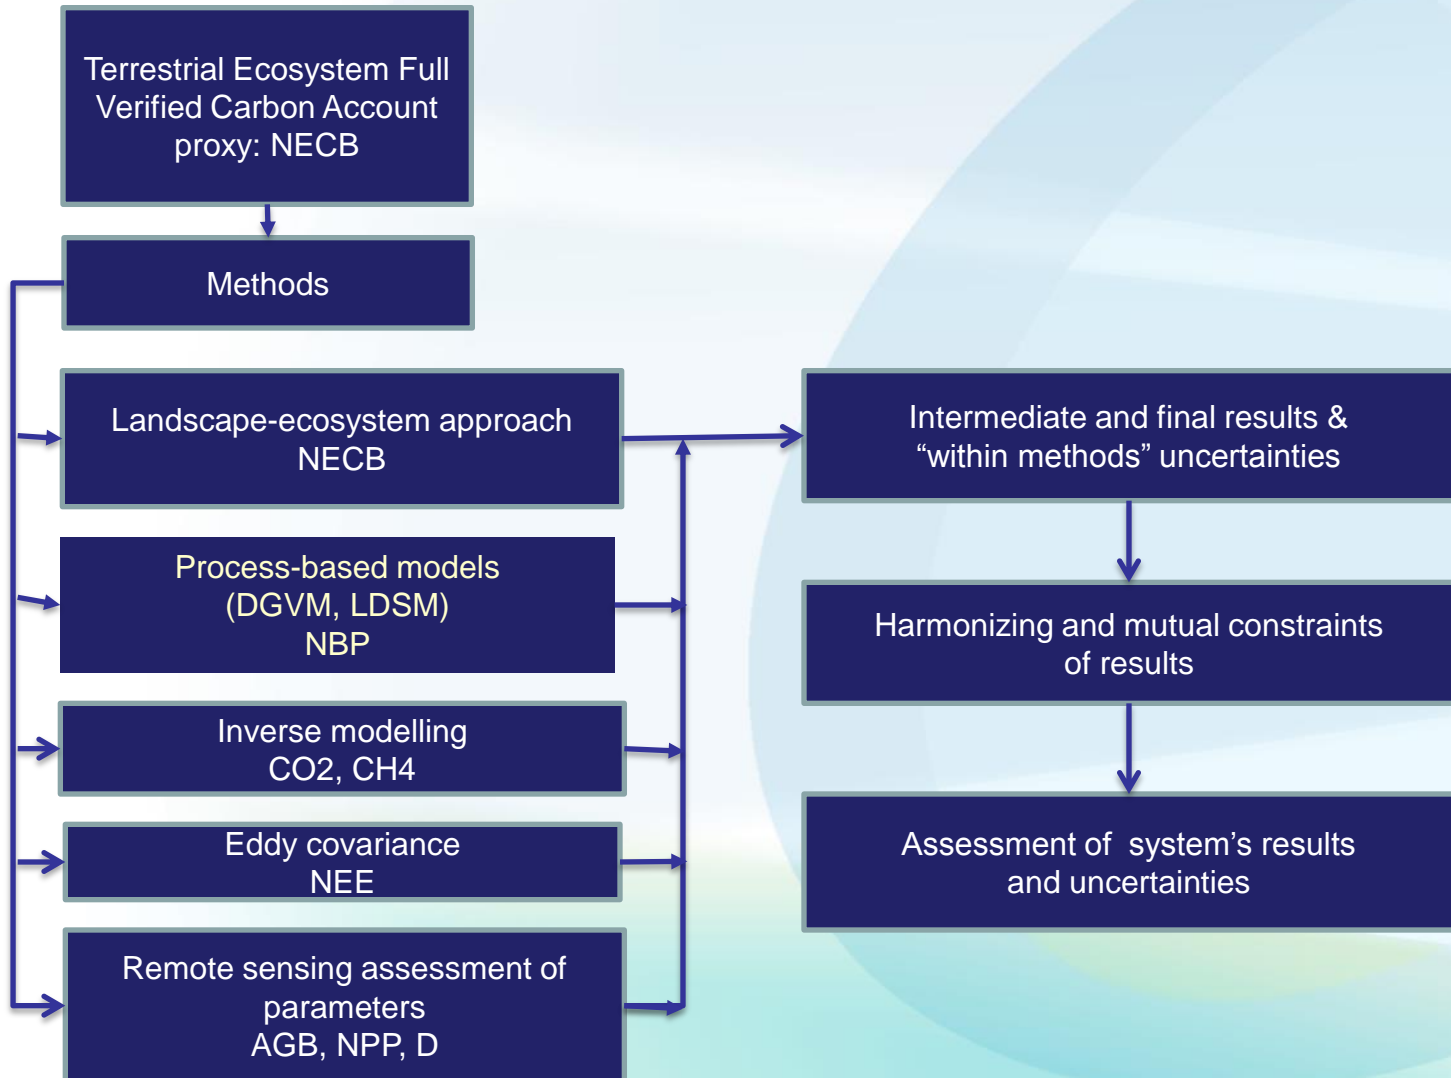 Terrestrial Ecosystem Full
Verified Carbon Account
proxy: NECB
Methods
Landscape-ecosystem approach
NECB
Process-based models
(DGVM, LDSM)
NBP
Inverse modelling
CO2, CH4
Eddy covariance
NEE
Remote sensing assessment of
parameters
AGB, NPP, D
Intermediate and final results &
“within methods” uncertainties
Harmonizing and mutual constraints
of results
Assessment of system’s results
and uncertainties